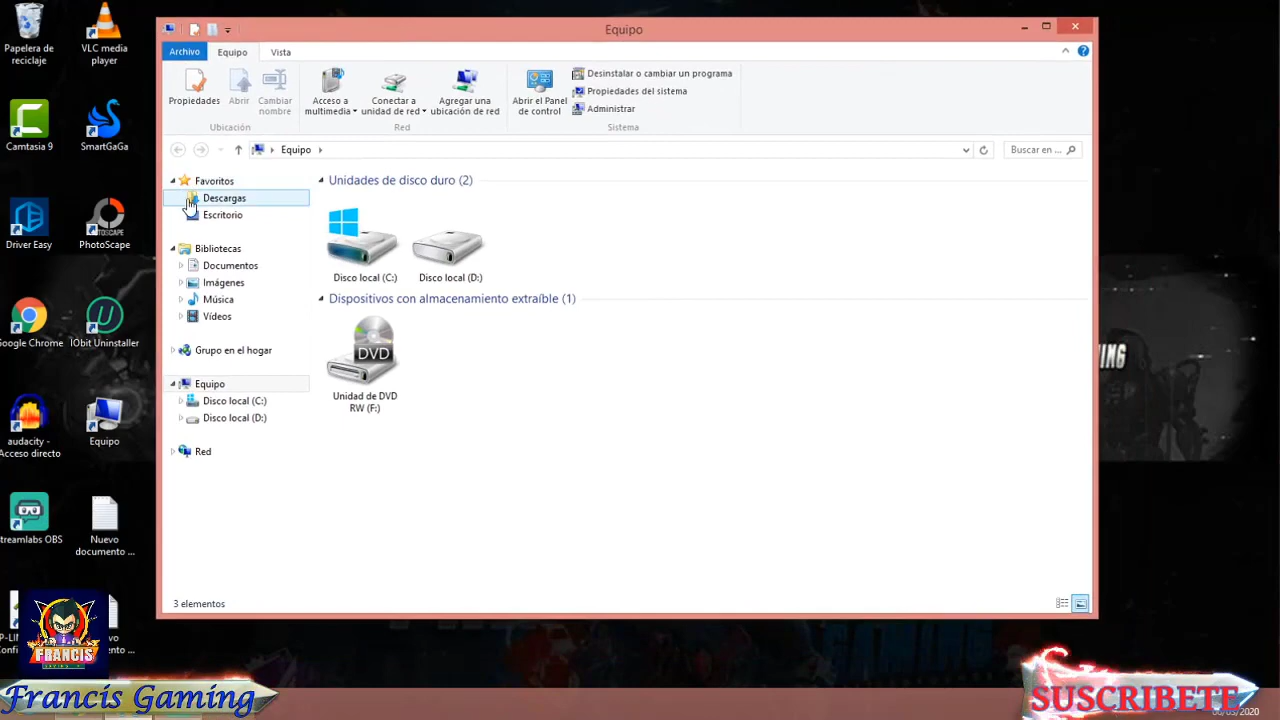 Papelera de
reciclaje
VLC media
player
Camtasia 9
SmartGaGa
Driver Easy
PhotoScape
Google Chrome
IObit Uninstaller
audacity -
Acceso directo
Equipo
treamlabs OBS
Nuevo
documento ...
Equipo
Archivo
Equipo
Vista
Propiedades
Abrir
Cambiar
nombre
Ubicación
Acceso a
multimedia
Conectar a
unidad de red
Agregar una
ubicación de red
Red
Abrir el Panel
de control
Desinstalar o cambiar un programa
Propiedades del sistema
Administrar
Sistema
Equipo
Buscar en ...
Favoritos
Descargas
Escritorio
Bibliotecas
Documentos
Imágenes
Música
Vídeos
Grupo en el hogar
Equipo
Disco local (C:)
Disco local (D:)
Red
Unidades de disco duro (2)
Disco local (C:)
Disco local (D:)
Dispositivos con almacenamiento extraíble (1)
DVD
Unidad de DVD
RW (F:)
3 elementos
FRANCIS
Francis Gaming
SUSCRIBETE